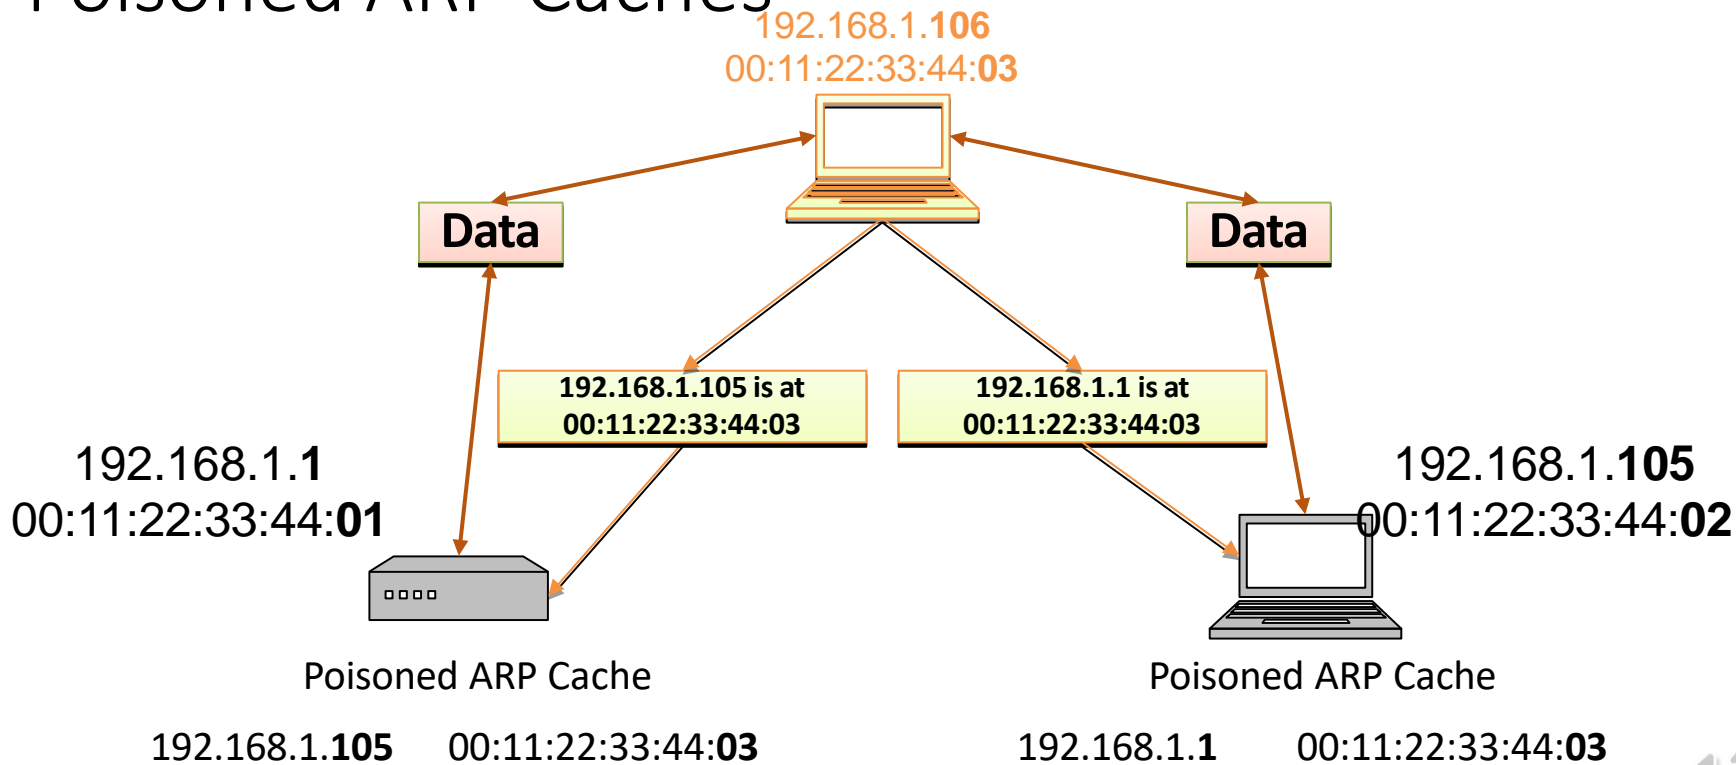 Poisoned ARP Caches
192.168.1.106
00:11:22:33:44:03
Data
Data
192.168.1.105 is at
00:11:22:33:44:03
192.168.1.1 is at
00:11:22:33:44:03
192.168.1.1
00:11:22:33:44:01
192.168.1.105
00:11:22:33:44:02
Poisoned ARP Cache
192.168.1.105 00:11:22:33:44:03
Poisoned ARP Cache
192.168.1.1 00:11:22:33:44:03